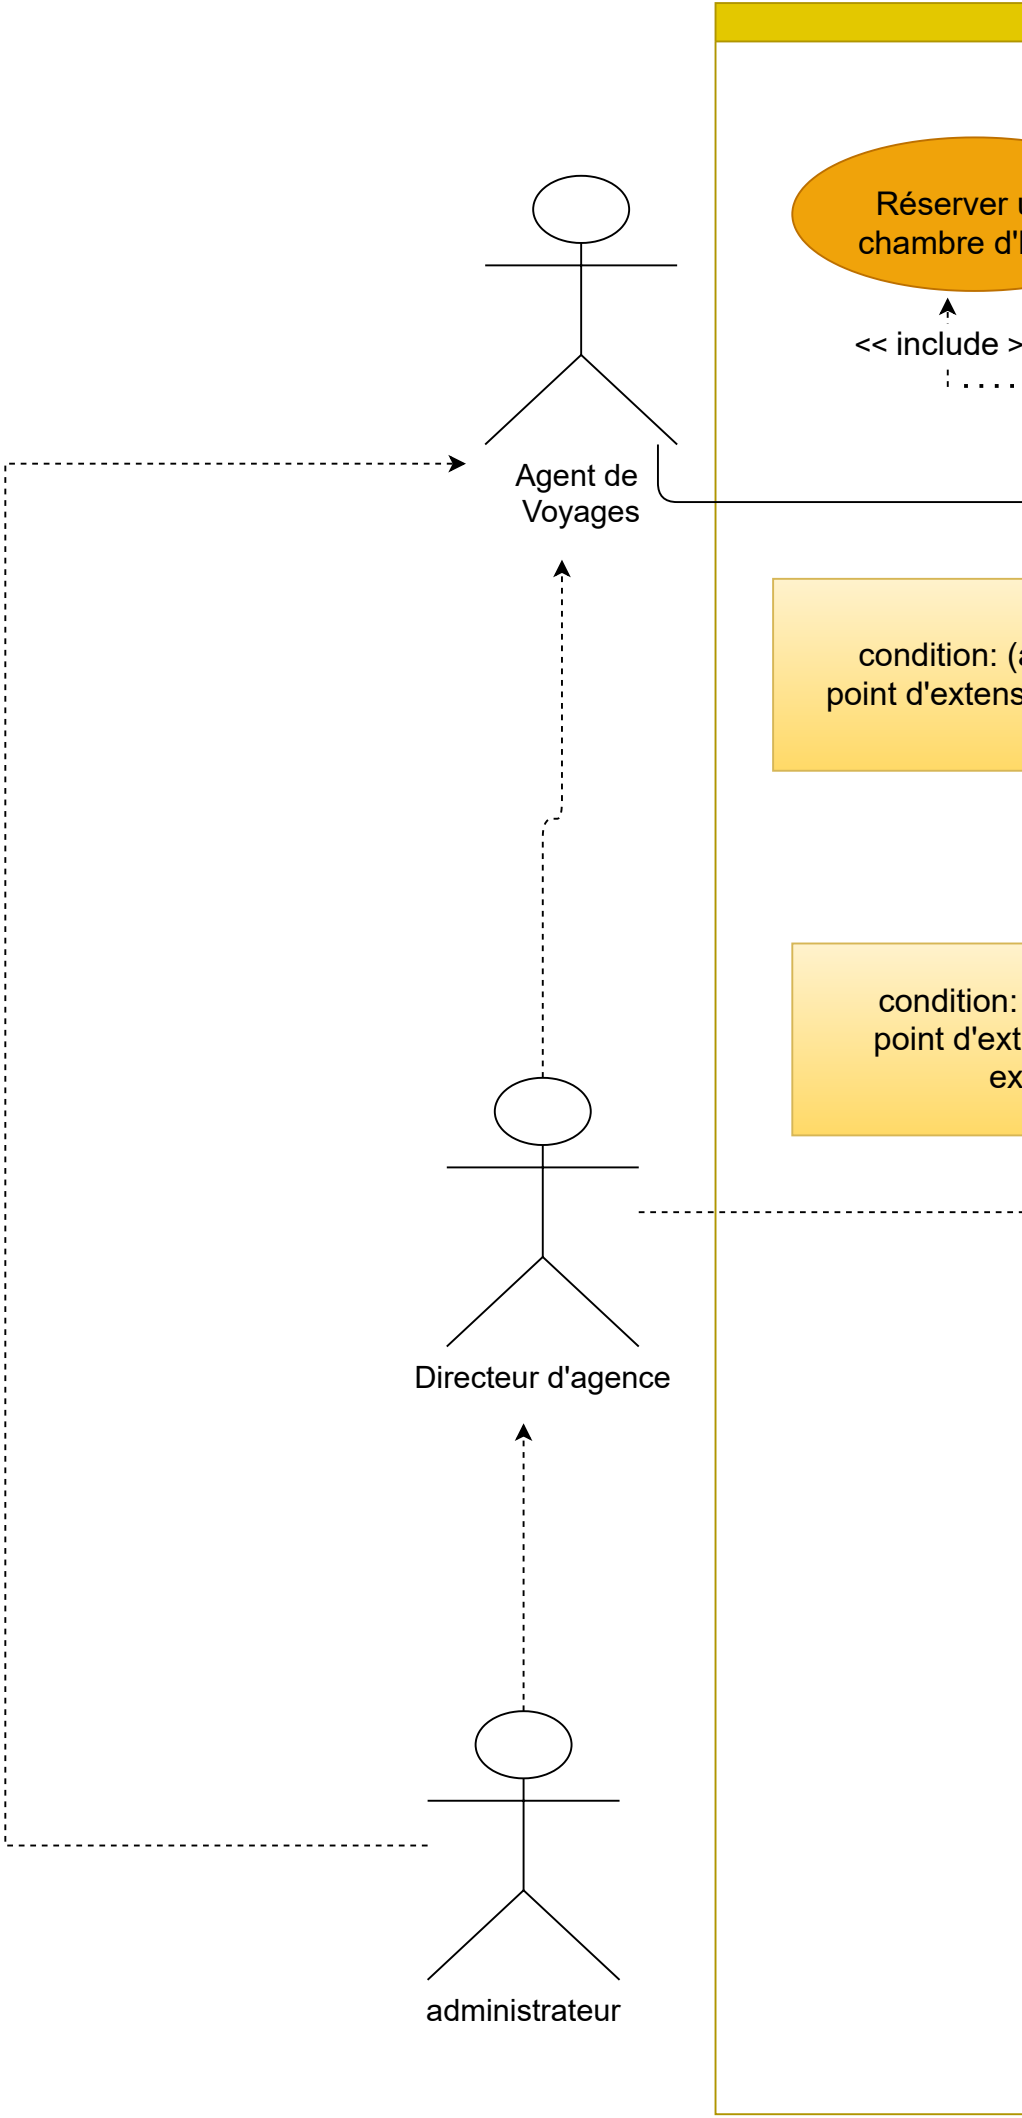 Réserver
chambre d'
<< include >
Agent de
Voyages
condition: (
point d'extens
condition:
point d'ext
ex
Directeur d'agence
administrateur